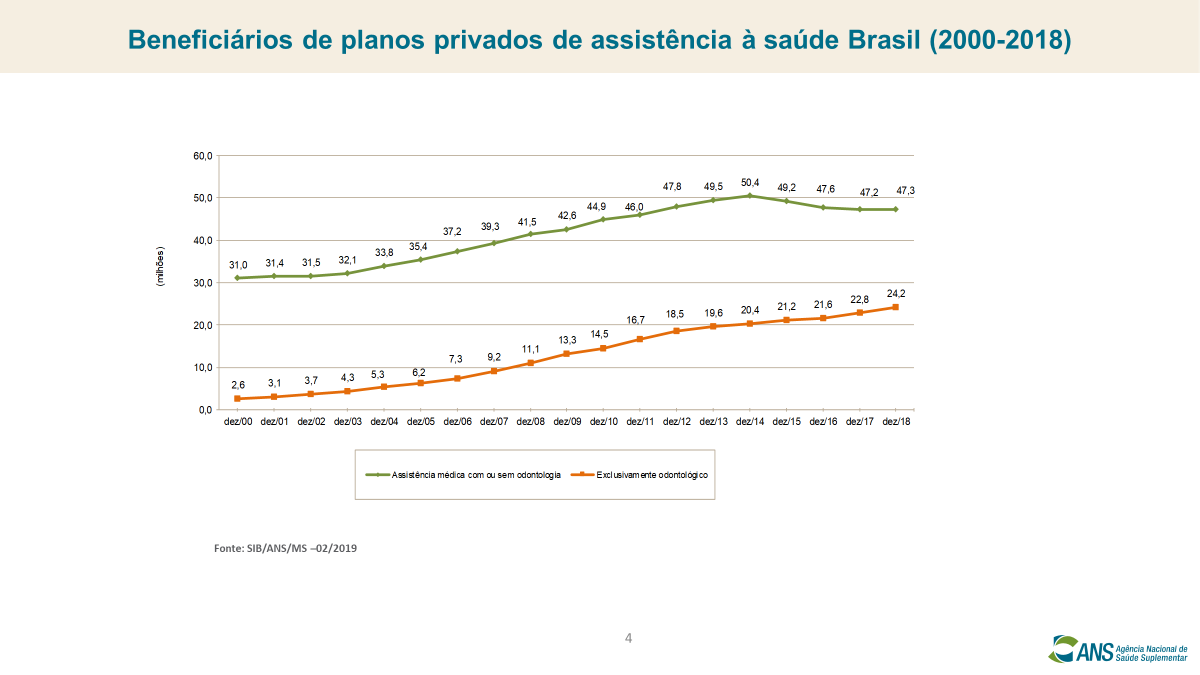 Beneficiários de planos privados de assistência à saúde Brasil (2000-2018)
60,0
50,0
40,0
30,0
20,0
10,0
0,0
(milhões)
31,0 31,4 31,5 32,1 33,8 35,4 37,2 39,3 41,5 42,6 44,9 46,0 47,8 49,5 50,4 49,2 47,6 47,2 47,3
2,6 3,1 3,7 4,3 5,3 6,2 7,3 9,2 11,1 13,3 14,5 16,7 18,5 19,6 20,4 21,2 21,6 22,8 24,2
dez/00 dez/01 dez/02 dez/03 dez/04 dez/05 dez/06 dez/07 dez/08 dez/09 dez/10 dez/11 dez/12 dez/13 dez/14 dez/15 dez/16 dez/17 dez/18
Assistência médica com ou sem odontologia Exclusivamente odontológico
Fonte: SIB/ANS/MS –02/2019
4
ANS Agência Nacional de
Saúde Suplementar